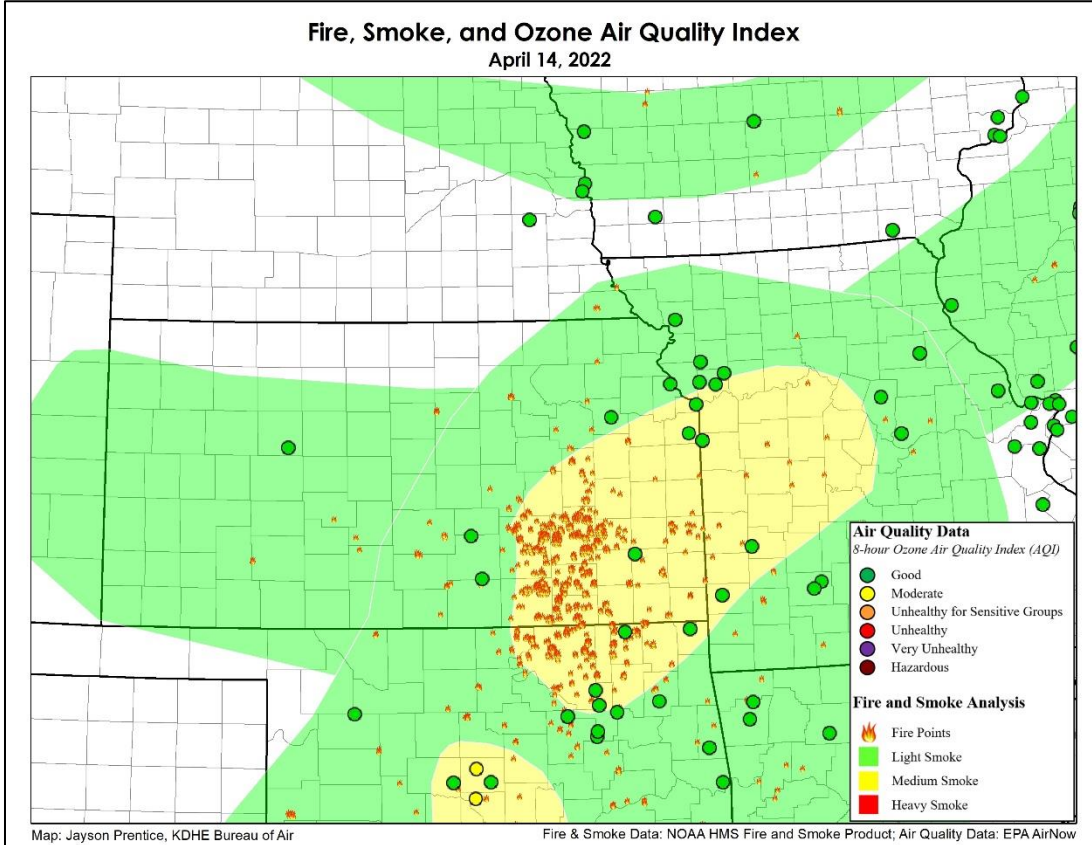 Fire, Smoke, and Ozone Air Quality Index
April 14, 2022
Air Quality Data
8-hour Ozone Air Quality Index (AQI)
Good
Moderate
Unhealthy for Sensitive Groups
Unhealthy
Very Unhealthy
Hazardous
Fire and Smoke Analysis
Fire Points
Light Smoke
Medium Smoke
Heavy Smoke
Map: Jayson Prentice, KDHE Bureau of Air
Fire & Smoke Data: NOAA HMS Fire and Smoke Product; Air Quality Data: EPA AirNow